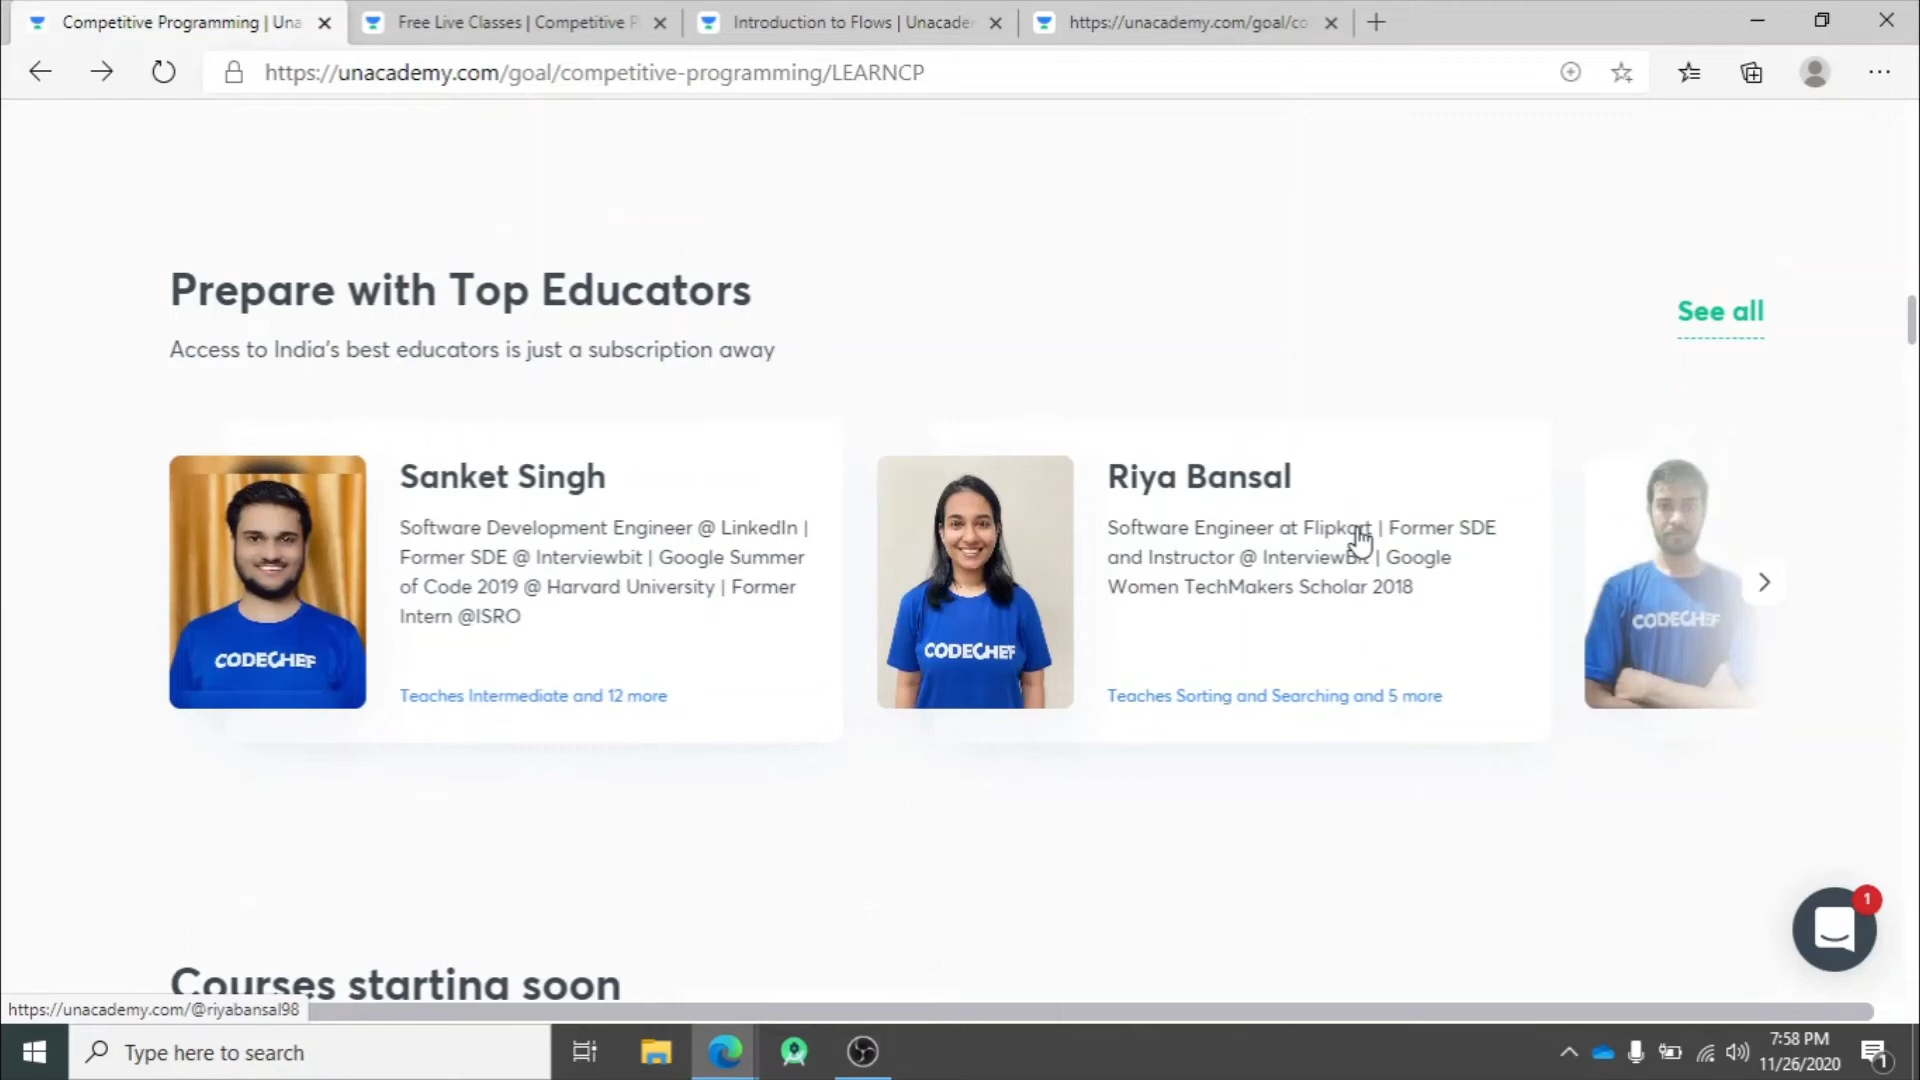 Competitive Programming | Una
Free Live Classes | Competitive P
Introduction to Flows | Unacade
https://unacademy.com/goal/co
https://unacademy.com/goal/competitive-programming/LEARNCP
Prepare with Top Educators
See all
Access to India's best educators is just a subscription away
Sanket Singh
Software Development Engineer @ LinkedIn |
Former SDE @ Interviewbit | Google Summer
of Code 2019 @ Harvard University | Former
Intern @ISRO
Teaches Intermediate and 12 more
CODECHEF
Riya Bansal
Software Engineer at Flipkart | Former SDE
and Instructor @ InterviewBit | Google
Women TechMakers Scholar 2018
Teaches Sorting and Searching and 5 more
CODECHEF
CODECHEF
1
Courses starting soon
https://unacademy.com/@riyabansal98
Type here to search
7:58 PM
11/26/2020
1